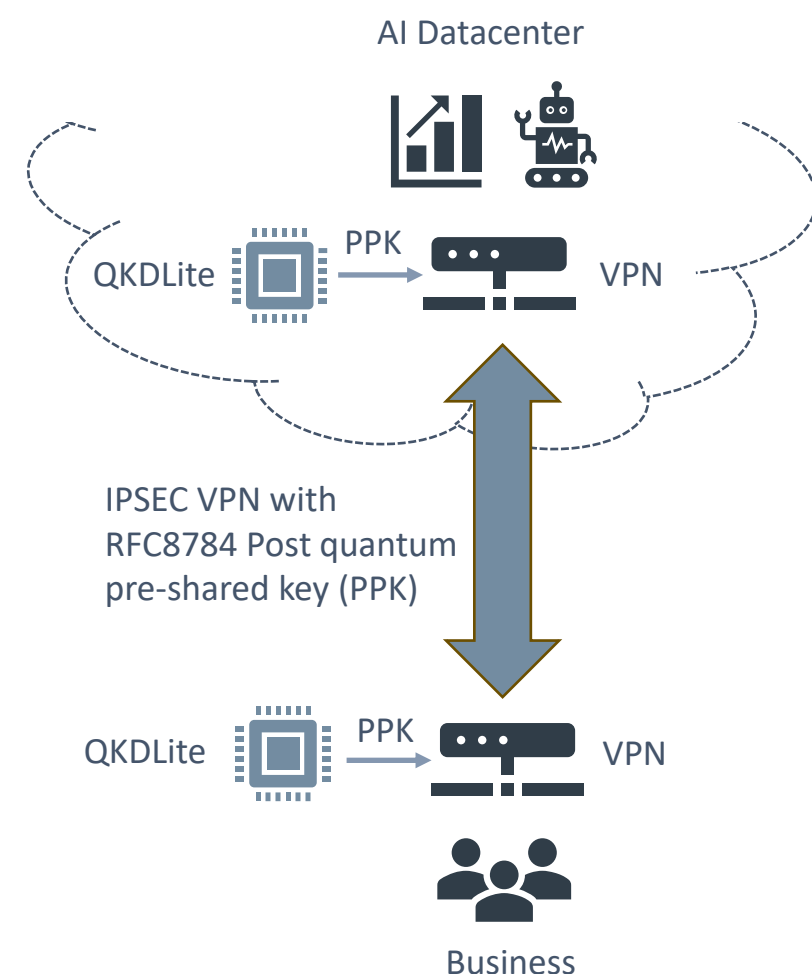 AI Datacenter
PPK
QKDLite
VPN
IPSEC VPN with
RFC8784 Post quantum
pre-shared key (PPK)
PPK
QKDLite
VPN
Business